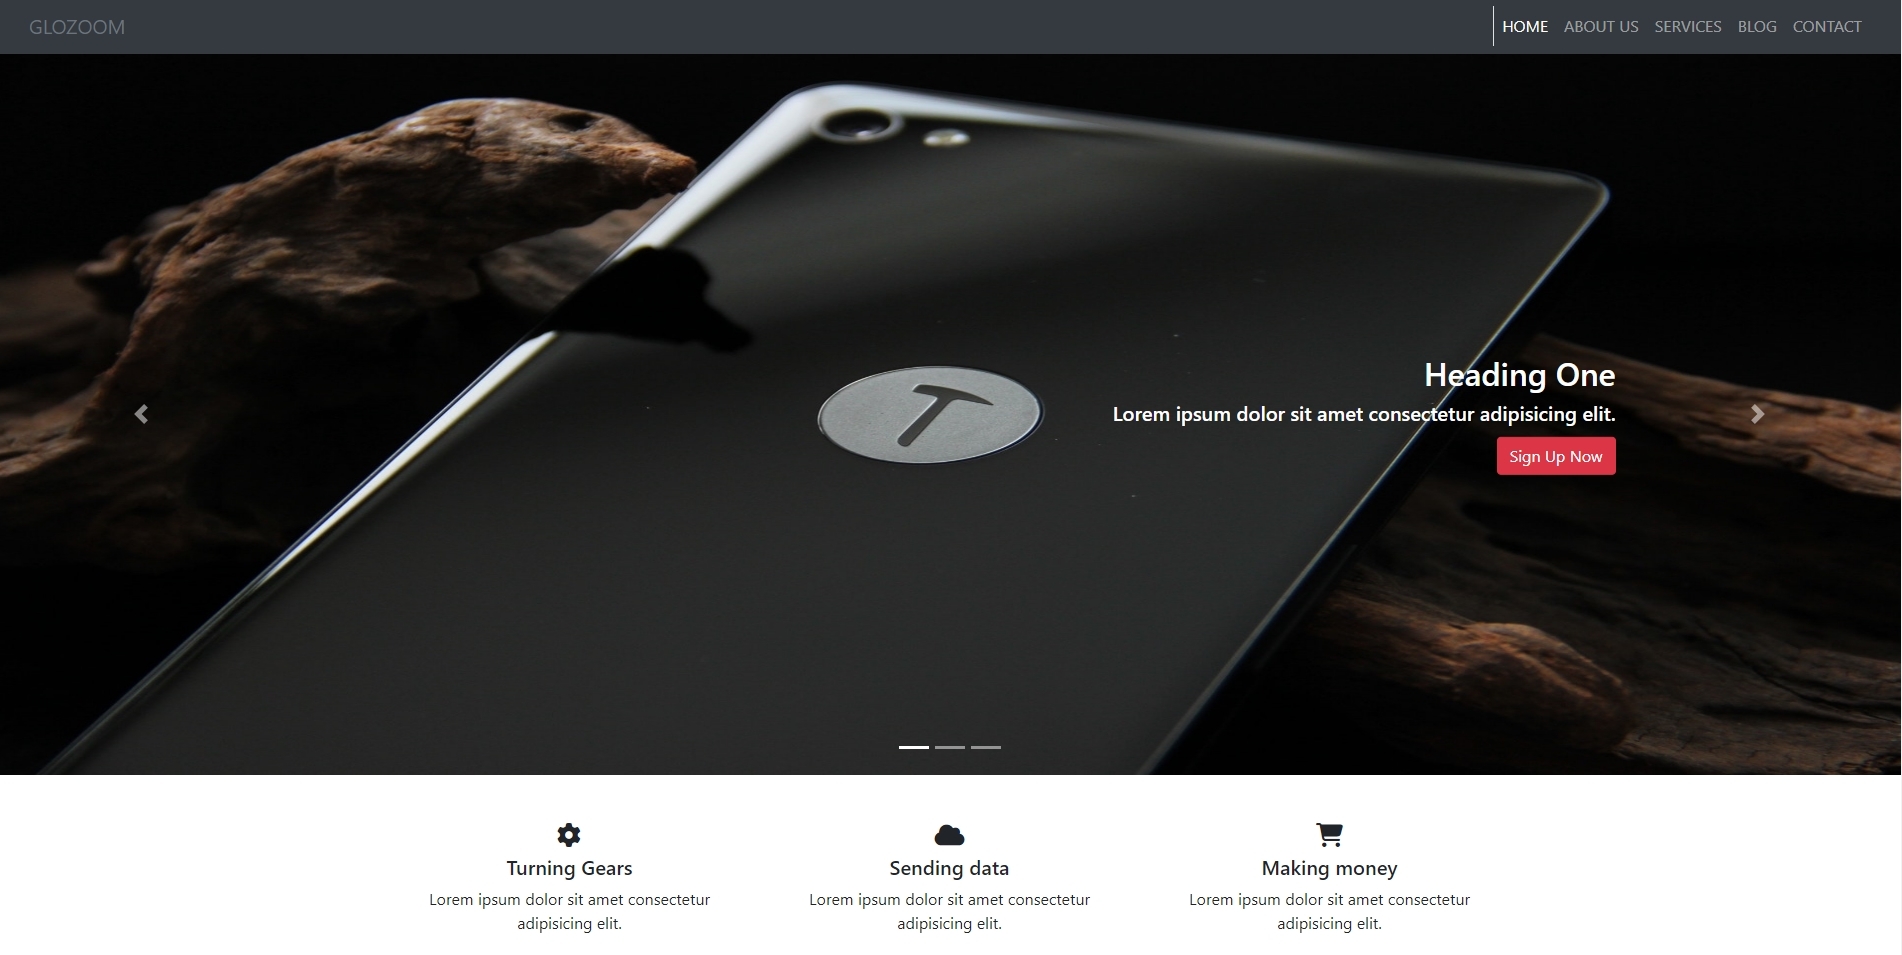 GLOZOOM
HOME ABOUT US SERVICES BLOG CONTACT
Heading One
Lorem ipsum dolor sit amet consectetur adipisicing elit.
Sign Up Now
Turning Gears
Lorem ipsum dolor sit amet consectetur
adipisicing elit.
Sending data
Lorem ipsum dolor sit amet consectetur
adipisicing elit.
Making money
Lorem ipsum dolor sit amet consectetur
adipisicing elit.